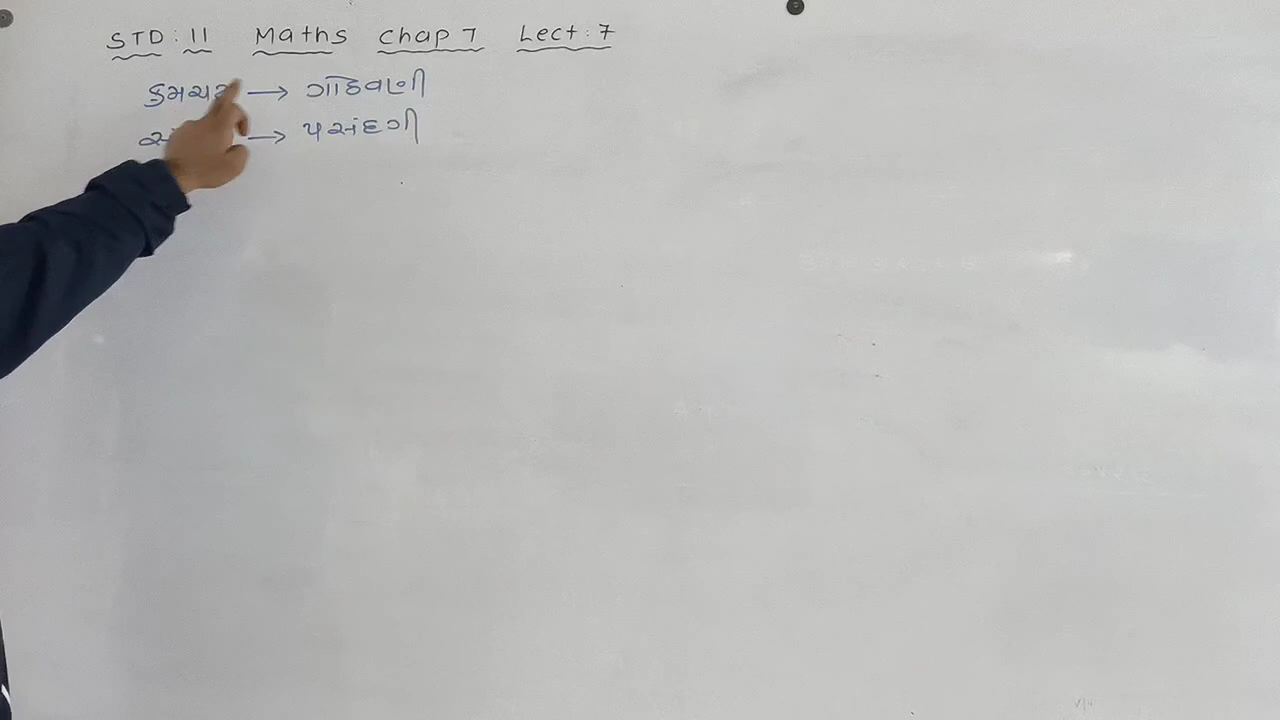 STD : 11 Maths Chap 7 Lect : 7
→ ગોઠવણી
→ પસંદગી